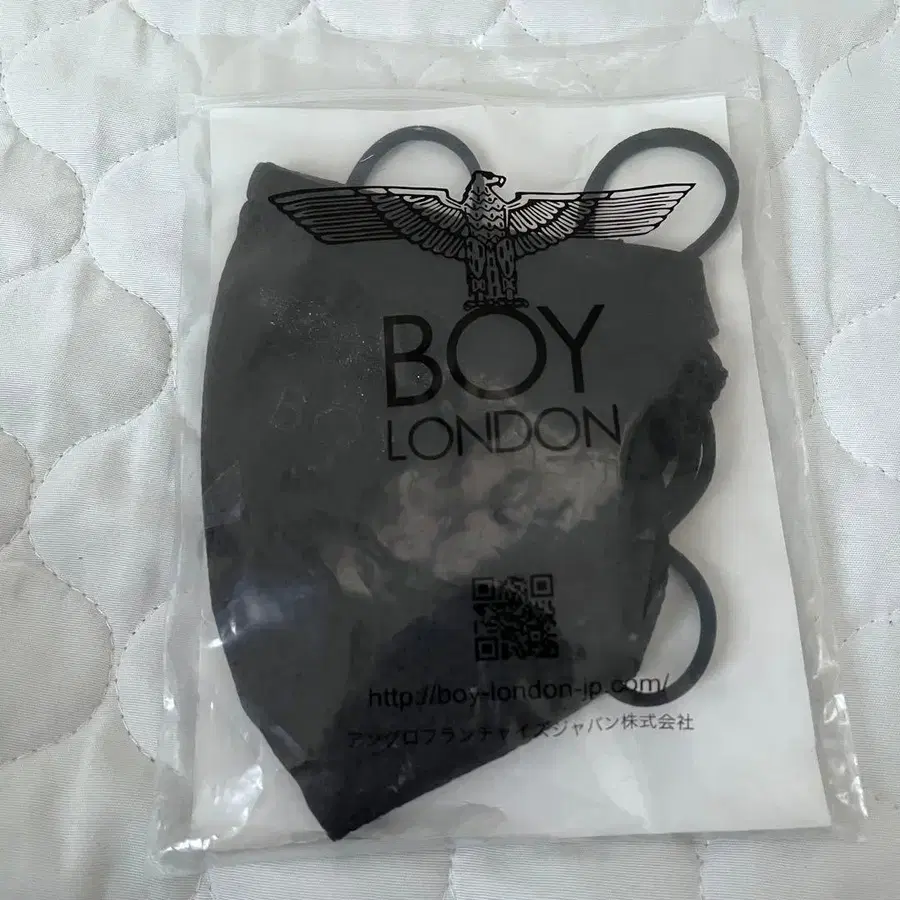 BOY
LONDON
http://boy-london-jp.com/
アングロフランチャイズジャパン株式会社